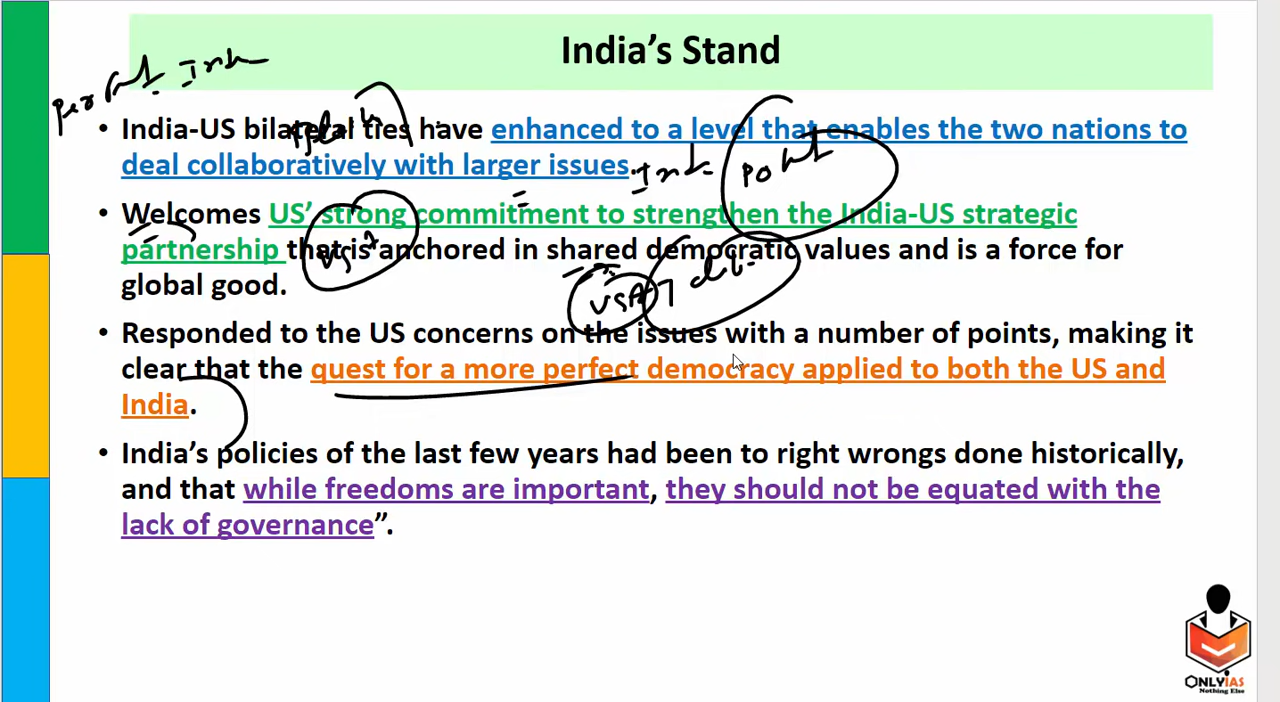 India’s Stand
• India-US bilateral ties have enhanced to a level that enables the two nations to
deal collaboratively with larger issues.
• Welcomes US’ strong commitment to strengthen the India-US strategic
partnership that is anchored in shared democratic values and is a force for
global good.
USA
• Responded to the US concerns on the issues with a number of points, making it
clear that the quest for a more perfect democracy applied to both the US and
India.
• India’s policies of the last few years had been to right wrongs done historically,
and that while freedoms are important, they should not be equated with the
lack of governance”.
ONLYIAS
Nothing Else